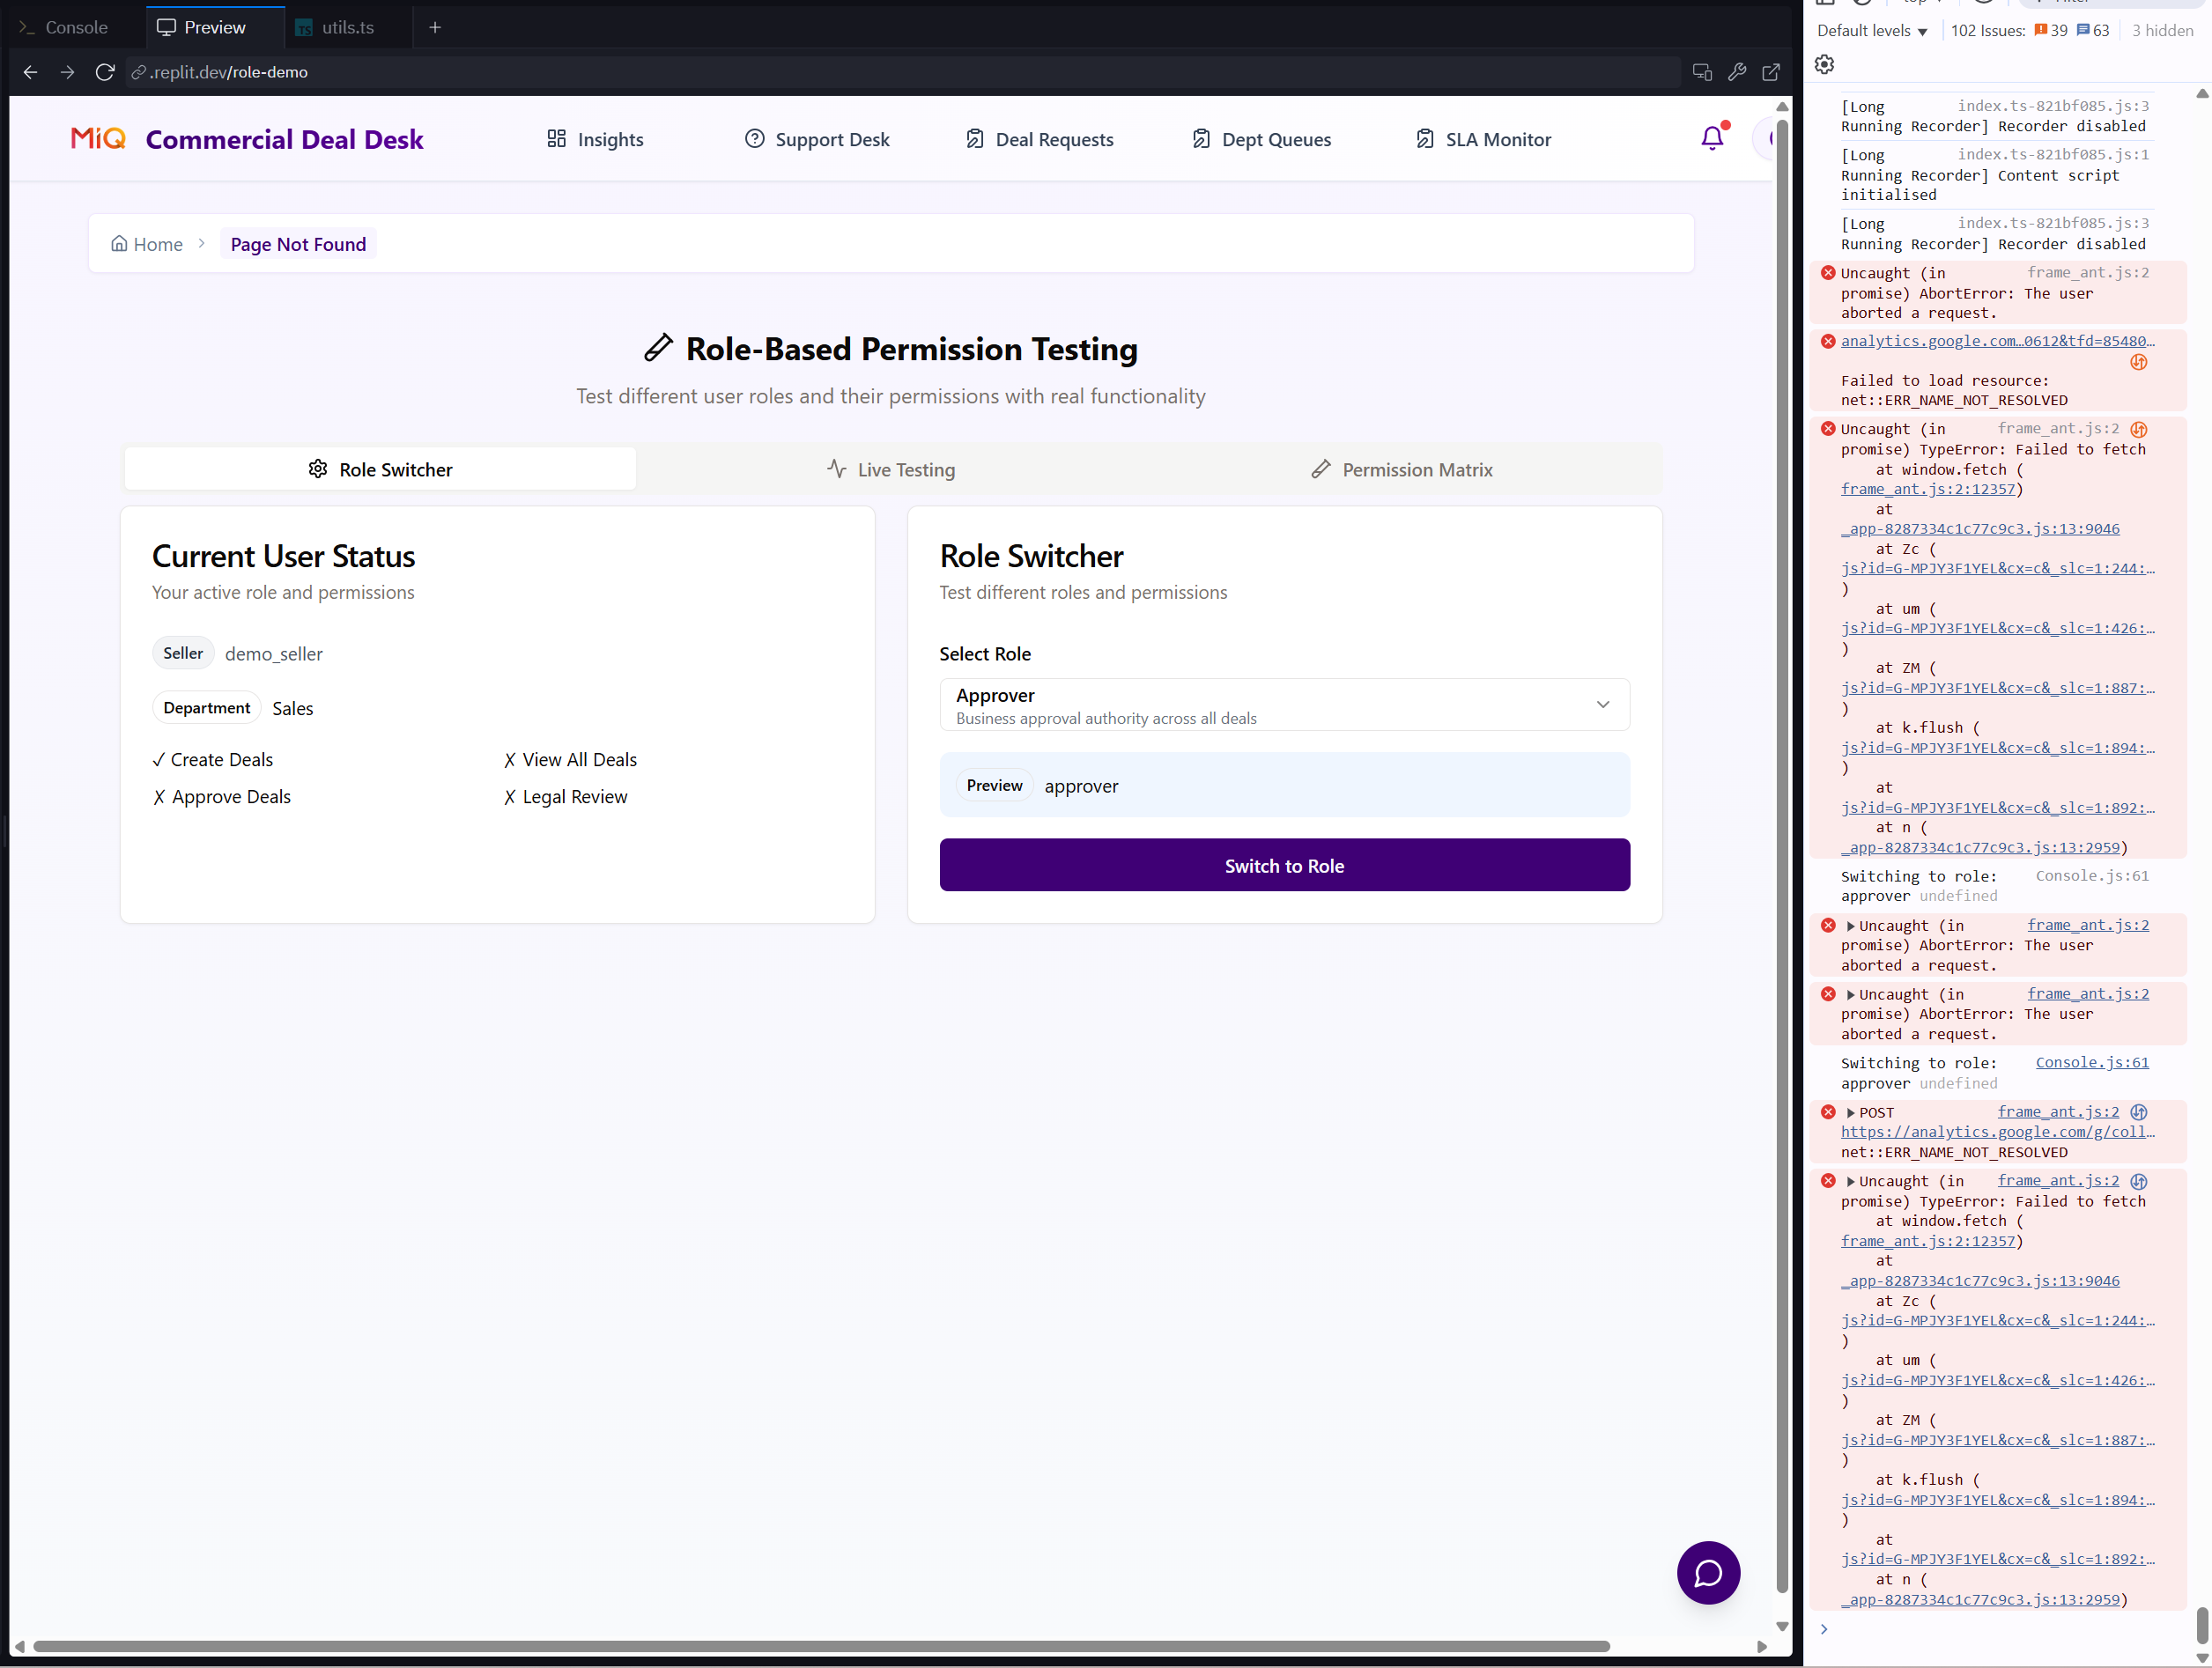 Console
Preview
utils.ts
.replit.dev/role-demo
MiQ Commercial Deal Desk
Insights
Support Desk
Deal Requests
Dept Queues
SLA Monitor
Home
Page Not Found
Role-Based Permission Testing
Test different user roles and their permissions with real functionality
Role Switcher
Live Testing
Permission Matrix
Current User Status
Your active role and permissions
Seller demo_seller
Department Sales
✓ Create Deals
✗ View All Deals
✗ Approve Deals
✗ Legal Review
Role Switcher
Test different roles and permissions
Select Role
Approver
Business approval authority across all deals
Preview approver
Switch to Role
Default levels ▼
102 Issues: 39 63
3 hidden
[Long index.ts-821bf085.js:3
Running Recorder] Recorder disabled
[Long index.ts-821bf085.js:1
Running Recorder] Content script
initialised
[Long index.ts-821bf085.js:3
Running Recorder] Recorder disabled
Uncaught (in frame_ant.js:2
promise) AbortError: The user
aborted a request.
analytics.google.com…0612&tfd=85480…
Failed to load resource:
net::ERR_NAME_NOT_RESOLVED
Uncaught (in frame_ant.js:2
promise) TypeError: Failed to fetch
at window.fetch (
frame_ant.js:2:12357)
at
_app-8287334c1c77c9c3.js:13:9046
at Zc (
js?id=G-MPJY3F1YEL&cx=c&_slc=1:244:…
)
at um (
js?id=G-MPJY3F1YEL&cx=c&_slc=1:426:…
)
at ZM (
js?id=G-MPJY3F1YEL&cx=c&_slc=1:887:…
)
at k.flush (
js?id=G-MPJY3F1YEL&cx=c&_slc=1:894:…
)
at
js?id=G-MPJY3F1YEL&cx=c&_slc=1:892:…
at n (
_app-8287334c1c77c9c3.js:13:2959)
Switching to role: Console.js:61
approver undefined
Uncaught (in frame_ant.js:2
promise) AbortError: The user
aborted a request.
Uncaught (in frame_ant.js:2
promise) AbortError: The user
aborted a request.
Switching to role: Console.js:61
approver undefined
POST frame_ant.js:2
https://analytics.google.com/g/coll…
net::ERR_NAME_NOT_RESOLVED
Uncaught (in frame_ant.js:2
promise) TypeError: Failed to fetch
at window.fetch (
frame_ant.js:2:12357)
at
_app-8287334c1c77c9c3.js:13:9046
at Zc (
js?id=G-MPJY3F1YEL&cx=c&_slc=1:244:…
)
at um (
js?id=G-MPJY3F1YEL&cx=c&_slc=1:426:…
)
at ZM (
js?id=G-MPJY3F1YEL&cx=c&_slc=1:887:…
)
at k.flush (
js?id=G-MPJY3F1YEL&cx=c&_slc=1:894:…
)
at
js?id=G-MPJY3F1YEL&cx=c&_slc=1:892:…
at n (
_app-8287334c1c77c9c3.js:13:2959)